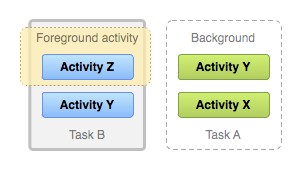 Foreground activity
Activity Z
Activity Y
Task B
Background
Activity Y
Activity X
Task A